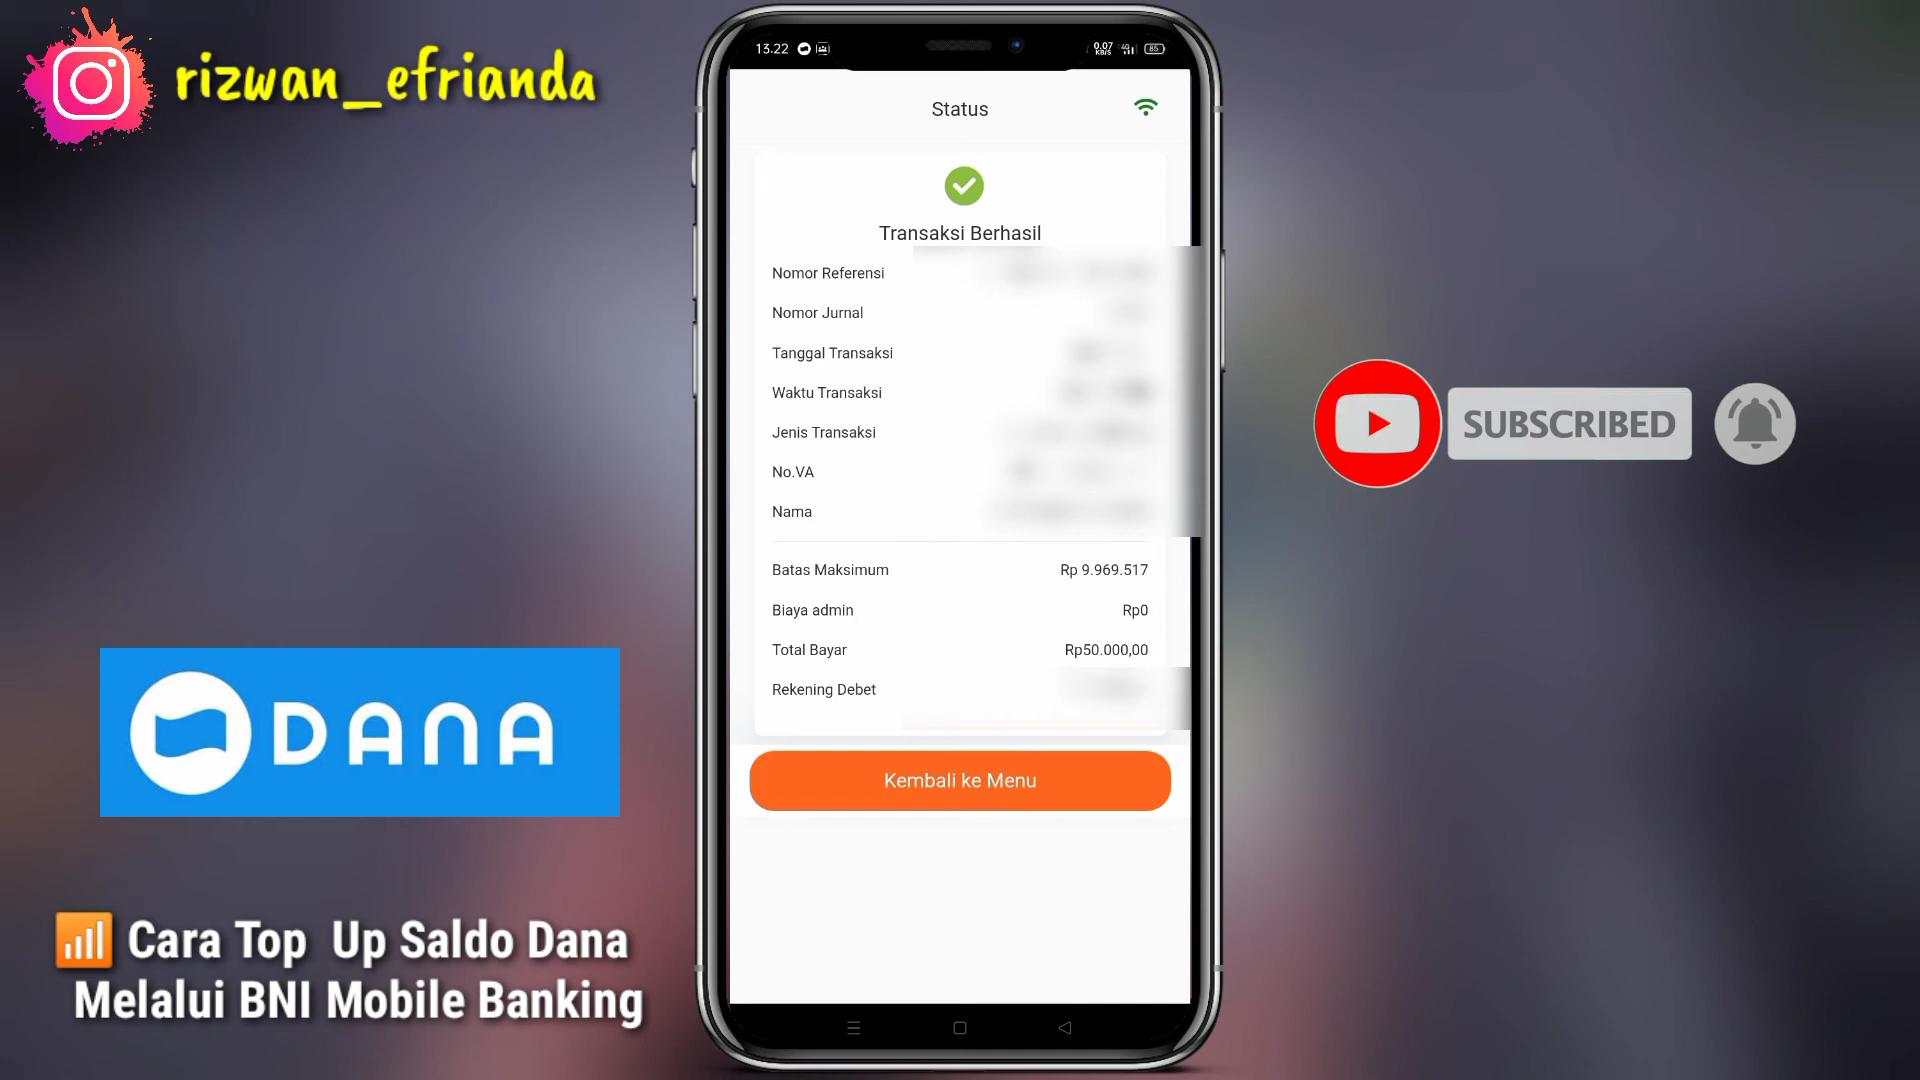 rizwan_efrianda
13.22
0.07
KB/S
4G
85
Status
Transaksi Berhasil
Nomor Referensi
Nomor Jurnal
Tanggal Transaksi
Waktu Transaksi
Jenis Transaksi
No.VA
Nama
Batas Maksimum Rp 9.969.517
Biaya admin Rp0
Total Bayar Rp50.000,00
Rekening Debet
Kembali ke Menu
SUBSCRIBED
DANA
Cara Top Up Saldo Dana
Melalui BNI Mobile Banking